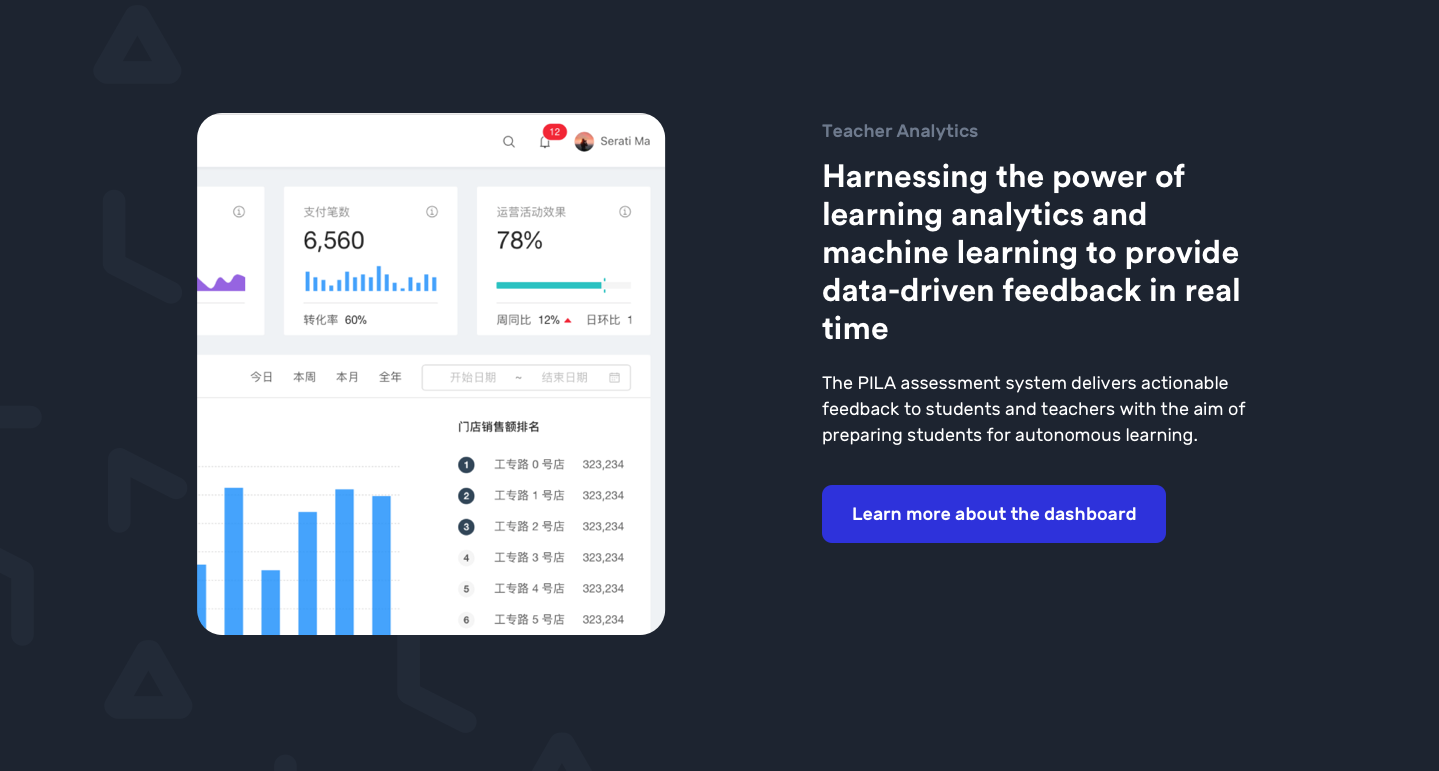 12
Serati Ma
支付笔数
6,560
转化率 60%
运营活动效果
78%
周同比 12% 日环比 1
今日 本周 本月 全年 开始日期 ~ 结束日期
门店销售额排名
1 工专路 0 号店 323,234
2 工专路 1 号店 323,234
3 工专路 2 号店 323,234
4 工专路 3 号店 323,234
5 工专路 4 号店 323,234
6 工专路 5 号店 323,234
Teacher Analytics
Harnessing the power of
learning analytics and
machine learning to provide
data-driven feedback in real
time
The PILA assessment system delivers actionable
feedback to students and teachers with the aim of
preparing students for autonomous learning.
Learn more about the dashboard